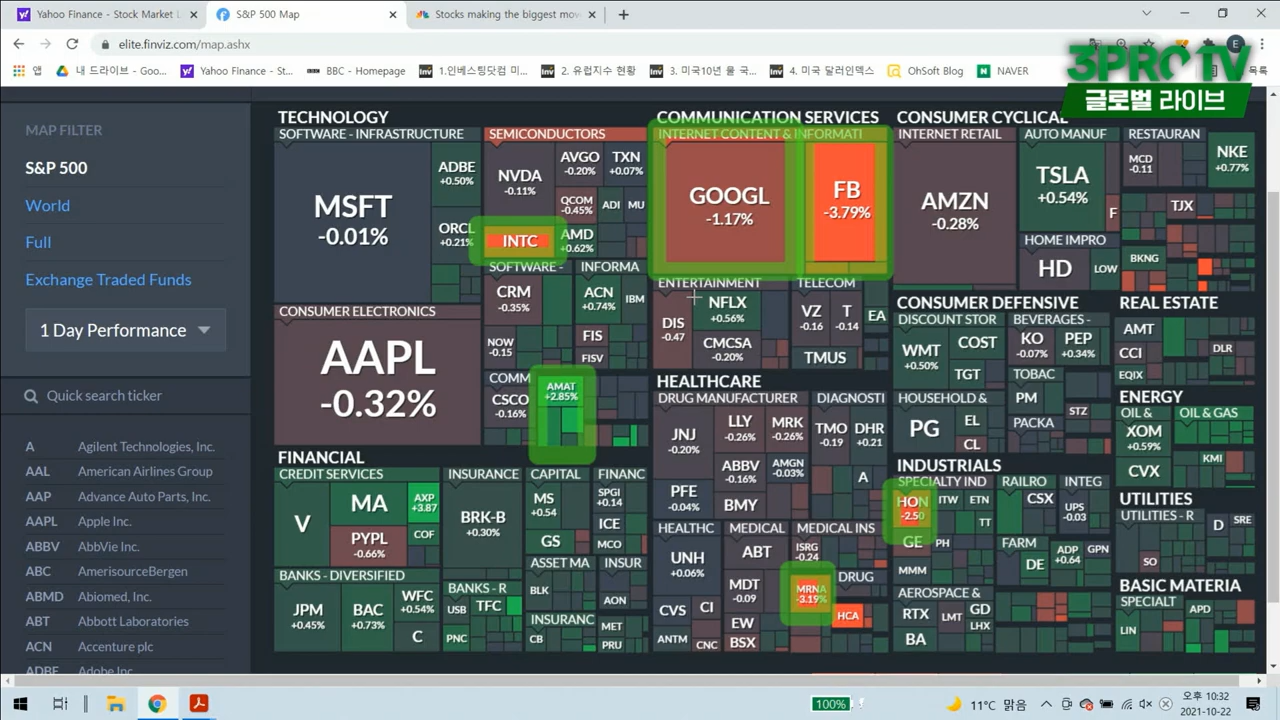 Yahoo Finance - Stock Market L
S&P 500 Map
Stocks making the biggest mov
elite.finviz.com/map.ashx
E
앱
내 드라이브 - Goo...
Yahoo Finance - St...
BBC - Homepage
1.인베스팅닷컴 미...
2. 유럽지수 현황
3. 미국10년 물 국...
4. 미국 달러인덱스
OhSoft Blog
NAVER
목록
3PROTV
글로벌 라이브
MAP FILTER
S&P 500
World
Full
Exchange Traded Funds
1 Day Performance
Search ticker
A Agilent Technologies, Inc.
AAL American Airlines Group
AAP Advance Auto Parts, Inc.
AAPL Apple Inc.
ABBV AbbVie Inc.
ABC AmerisourceBergen
ABMD Abiomed, Inc.
ABT Abbott Laboratories
ACN Accenture plc
ADBE Adobe Inc.
TECHNOLOGY
SOFTWARE - INFRASTRUCTURE
MSFT
-0.01%
ADBE
+0.50%
ORCL
+0.21%
SEMICONDUCTORS
NVDA
-0.11%
AVGO
-0.20%
TXN
+0.07%
QCOM
-0.45%
ADI
MU
INTC
AMD
+0.62%
SOFTWARE -
CRM
-0.35%
NOW
-0.15
INFORMA
ACN
+0.74%
IBM
FIS
FISV
CONSUMER ELECTRONICS
AAPL
-0.32%
COMM
CSCO
-0.16%
AMAT
+2.85%
COMMUNICATION SERVICES
INTERNET CONTENT & INFORMATI
GOOGL
-1.17%
FB
-3.79%
ENTERTAINMENT
DIS
-0.47
NFLX
+0.56%
CMCSA
-0.20%
TELECOM
VZ
-0.16
T
-0.14
TMUS
EA
CONSUMER CYCLICAL
INTERNET RETAIL
AMZN
-0.28%
AUTO MANUF
TSLA
+0.54%
F
HOME IMPRO
HD
LOW
RESTAURAN
MCD
-0.11
NKE
+0.77%
TJX
BKNG
CONSUMER DEFENSIVE
DISCOUNT STOR
WMT
+0.50%
COST
TGT
BEVERAGES -
KO
-0.07%
PEP
+0.34%
TOBAC
PM
STZ
HOUSEHOLD &
PG
EL
CL
PACKA
REAL ESTATE
AMT
CCI
EQIX
DLR
HEALTHCARE
DRUG MANUFACTURER
JNJ
-0.20%
LLY
-0.26%
MRK
-0.26%
ABBV
-0.16%
AMGN
-0.03%
PFE
-0.04%
BMY
DIAGNOSTI
TMO
-0.19
DHR
+0.21
A
HEALTHC
UNH
+0.06%
CVS
CI
ANTM
CNC
MEDICAL
ABT
MDT
-0.09
EW
BSX
MEDICAL INS
ISRG
-0.24
MRNA
-3.19%
DRUG
HCA
FINANCIAL
CREDIT SERVICES
V
MA
AXP
+3.87
PYPL
-0.66%
COF
INSURANCE
BRK-B
+0.30%
CAPITAL
MS
+0.54
GS
FINANC
SPGI
+0.14
ICE
MCO
BANKS - DIVERSIFIED
JPM
+0.45%
BAC
+0.73%
WFC
+0.54%
C
BANKS - R
USB
TFC
PNC
ASSET MA
BLK
INSUR
AON
INSURANC
CB
MET
PRU
INDUSTRIALS
SPECIALTY IND
HON
-2.50
ITW
ETN
TT
GE
PH
MMM
RAILRO
CSX
INTEG
UPS
-0.03
FARM
DE
ADP
+0.64
GPN
AEROSPACE &
RTX
LMT
GD
LHX
BA
ENERGY
OIL &
OIL & GAS
XOM
+0.59%
CVX
KMI
UTILITIES
UTILITIES - R
D
SRE
SO
BASIC MATERIA
SPECIALT
APD
LIN
100%
11°C 맑음
오후 10:32
2021-10-22